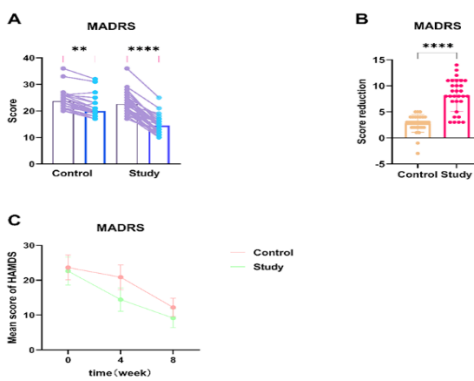 A
MADRS
** ****
Score
40
30
20
10
0
Control Study
B
MADRS
****
Score reduction
15
10
5
0
-5
Control Study
C
MADRS
Mean score of HAMDS
30
20
10
0
0 4 8
time（week）
Control
Study